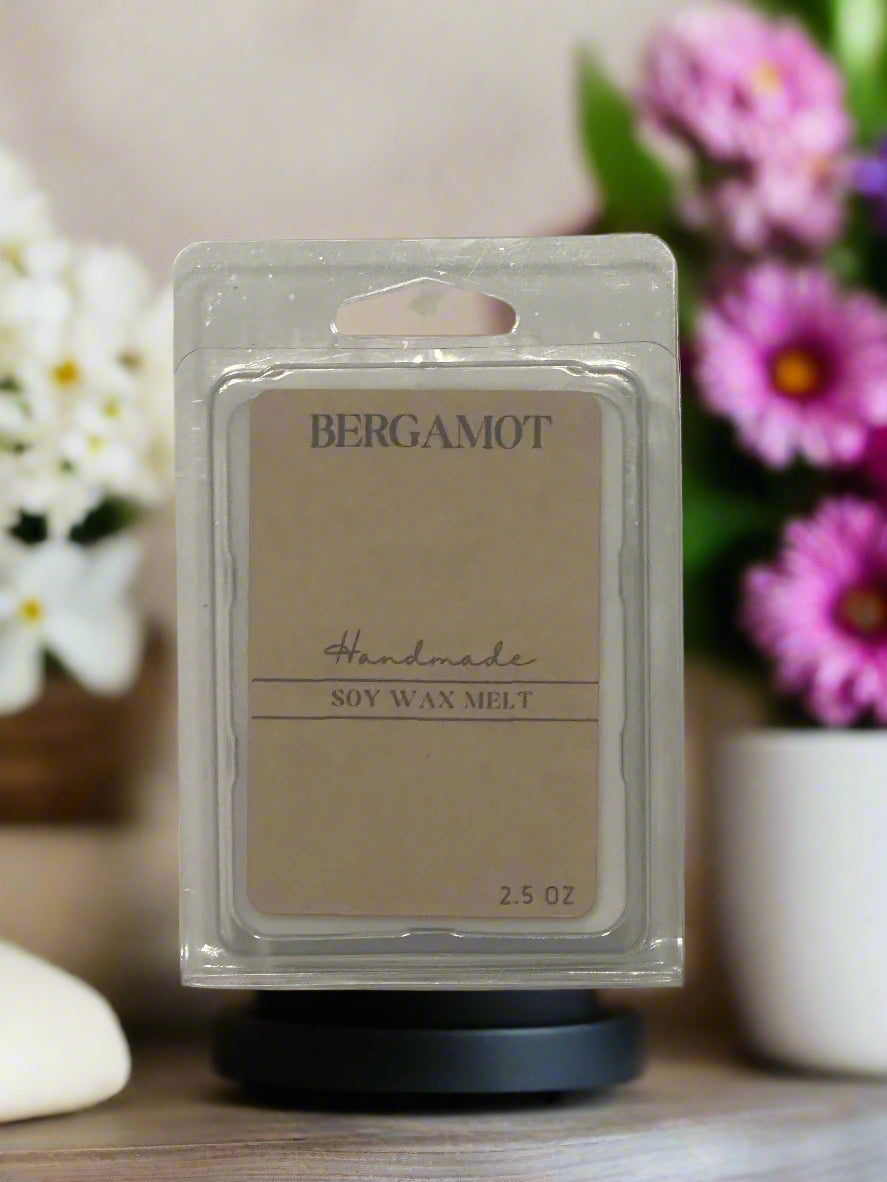 BERGAMOT
Handmade
SOY WAX MELT
2.5 OZ